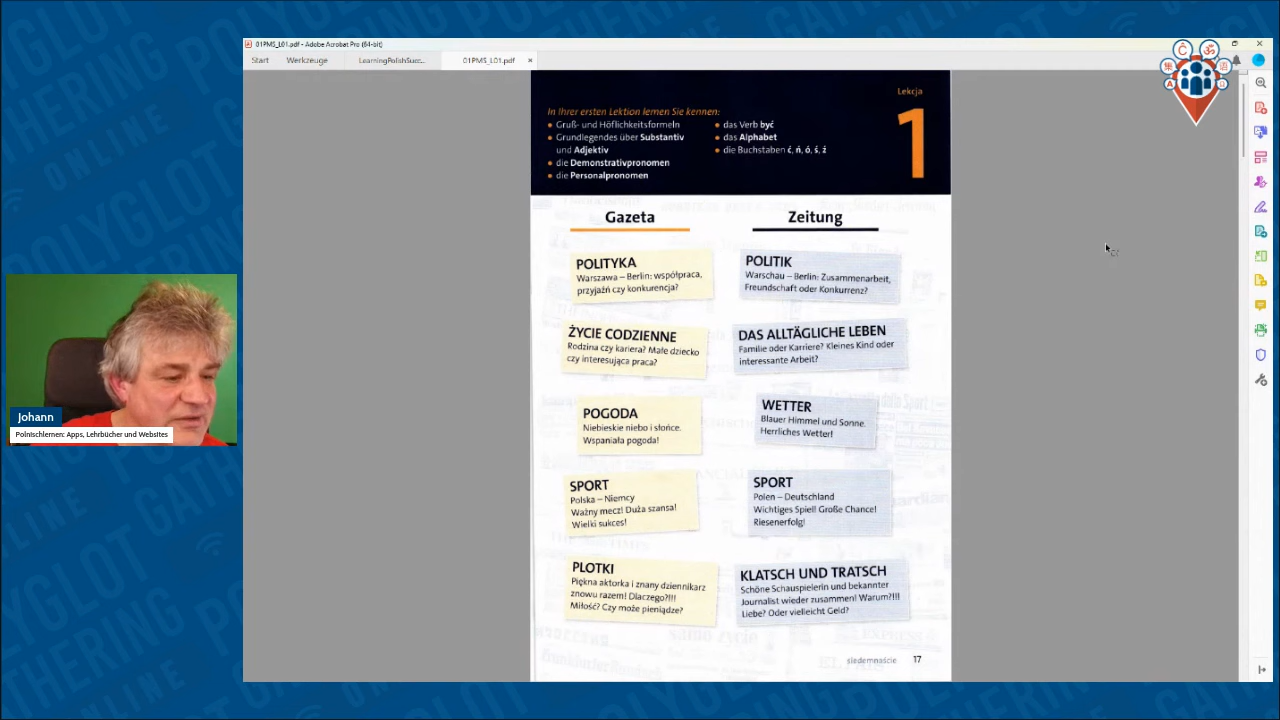 01PMS_L01.pdf - Adobe Acrobat Pro (64-bit)
Start
Werkzeuge
LearningPolishSucc...
01PMS_L01.pdf
×
Lekcja
1
In Ihrer ersten Lektion lernen Sie kennen:
• Gruß- und Höflichkeitsformeln
• Grundlegendes über Substantiv
und Adjektiv
• die Demonstrativpronomen
• die Personalpronomen
• das Verb być
• das Alphabet
• die Buchstaben ć, ń, ó, ś, ź
Gazeta
POLITYKA
Warszawa – Berlin: współpraca,
przyjaźń czy konkurencja?
ŻYCIE CODZIENNE
Rodzina czy kariera? Małe dziecko
czy interesująca praca?
POGODA
Niebieskie niebo i słońce.
Wspaniała pogoda!
SPORT
Polska – Niemcy
Ważny mecz! Duża szansa!
Wielki sukces!
PLOTKI
Piękna aktorka i znany dziennikarz
znowu razem! Dlaczego?!!!
Miłość? Czy może pieniądze?
Zeitung
POLITIK
Warschau – Berlin: Zusammenarbeit,
Freundschaft oder Konkurrenz?
DAS ALLTÄGLICHE LEBEN
Familie oder Karriere? Kleines Kind oder
interessante Arbeit?
WETTER
Blauer Himmel und Sonne.
Herrliches Wetter!
SPORT
Polen – Deutschland
Wichtiges Spiel! Große Chance!
Riesenerfolg!
KLATSCH UND TRATSCH
Schöne Schauspielerin und bekannter
Journalist wieder zusammen! Warum?!!!
Liebe? Oder vielleicht Geld?
siedemnaście 17
Johann
Polnischlernen: Apps, Lehrbücher und Websites